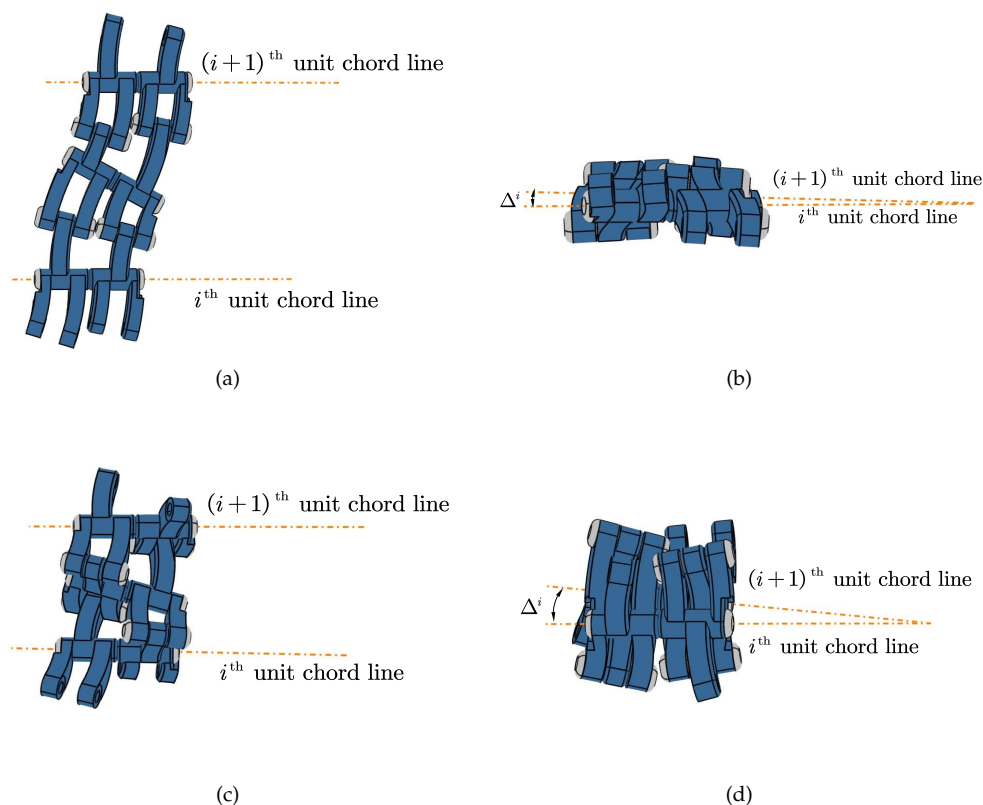 (i + 1)ᵗʰ unit chord line
iᵗʰ unit chord line
(a)
(i + 1)ᵗʰ unit chord line
Δⁱ
iᵗʰ unit chord line
(b)
(i + 1)ᵗʰ unit chord line
iᵗʰ unit chord line
(c)
(i + 1)ᵗʰ unit chord line
Δⁱ
iᵗʰ unit chord line
(d)